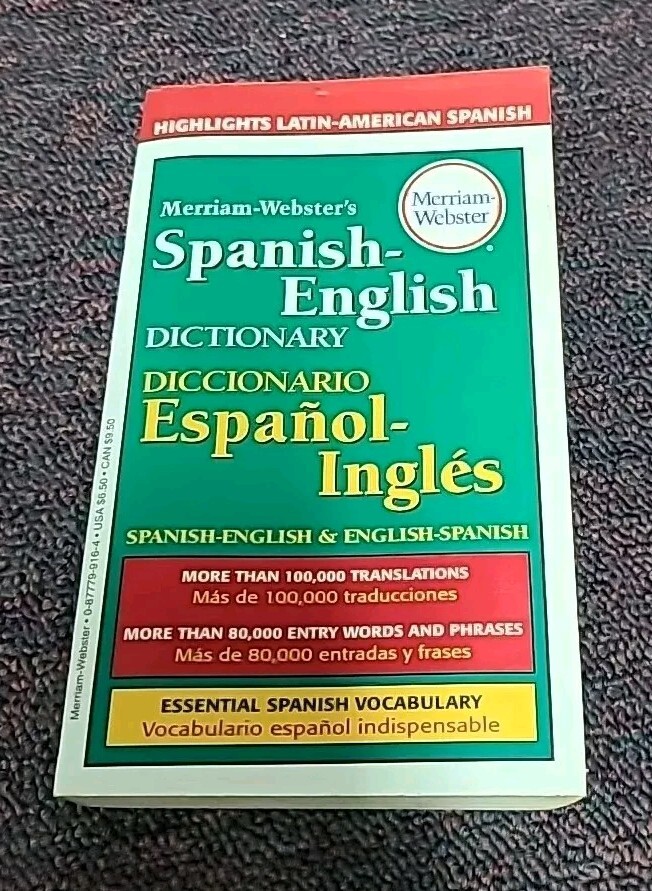 HIGHLIGHTS LATIN-AMERICAN SPANISH
Merriam-Webster's
Merriam-
Webster
®
Spanish-
English
DICTIONARY
DICCIONARIO
Español-
Inglés
SPANISH-ENGLISH & ENGLISH-SPANISH
MORE THAN 100,000 TRANSLATIONS
Más de 100,000 traducciones
MORE THAN 80,000 ENTRY WORDS AND PHRASES
Más de 80,000 entradas y frases
ESSENTIAL SPANISH VOCABULARY
Vocabulario español indispensable
Merriam-Webster • 0-87779-916-4 • USA $6.50 • CAN $9.50